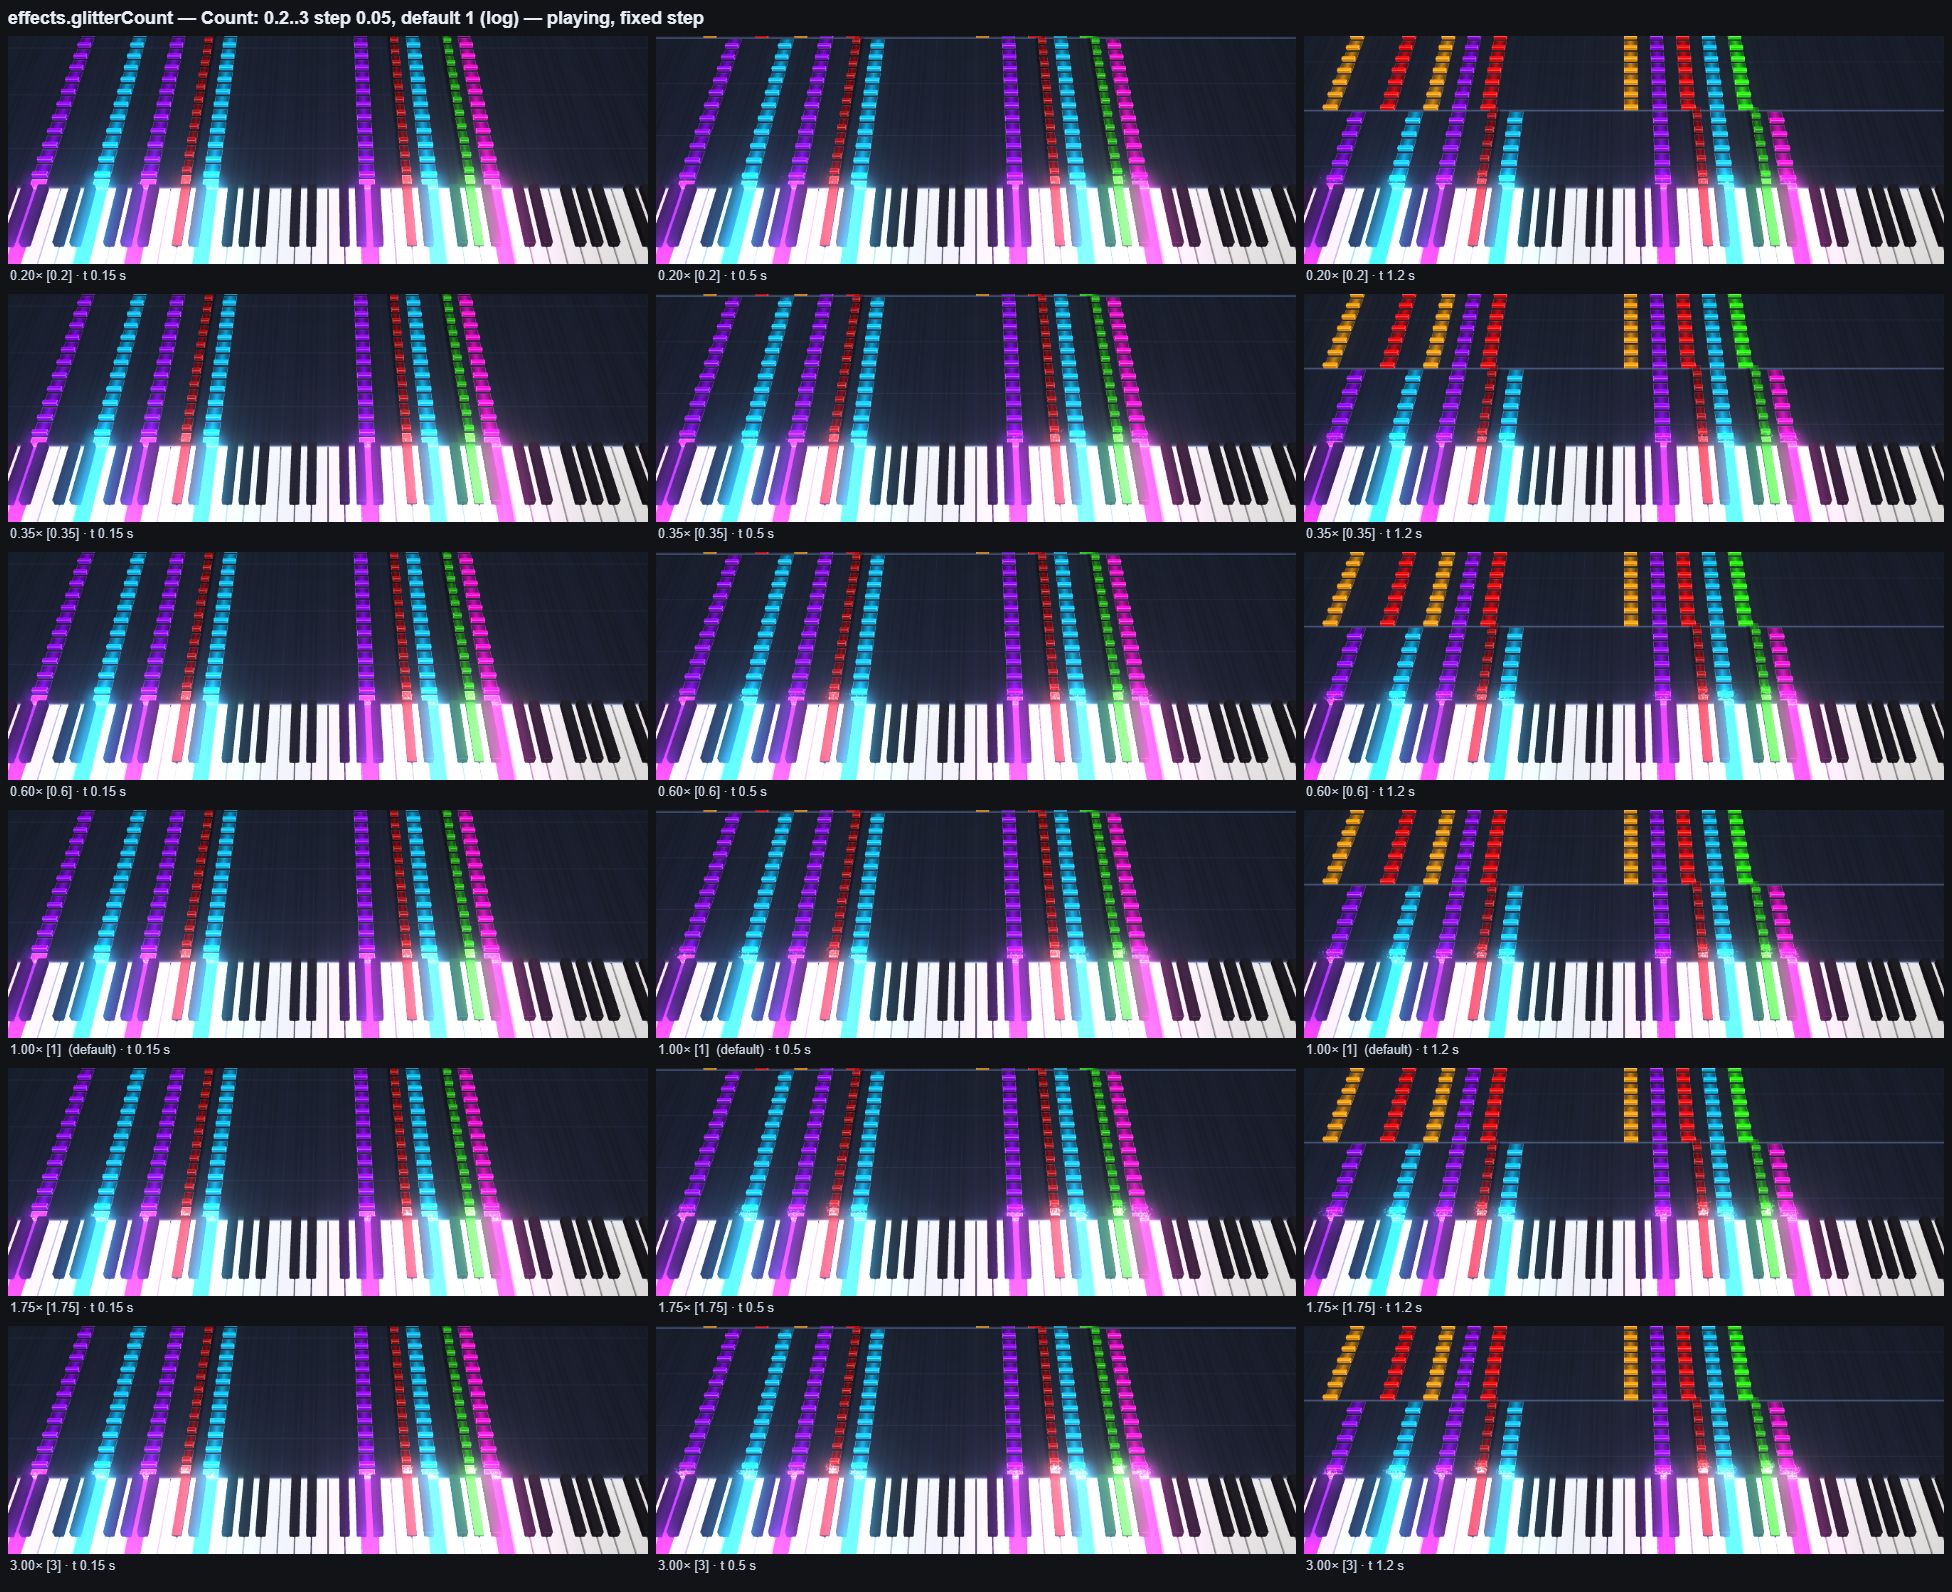 effects.glitterCount — Count: 0.2..3 step 0.05, default 1 (log) — playing, fixed step
0.20× [0.2] · t 0.15 s
0.20× [0.2] · t 0.5 s
0.20× [0.2] · t 1.2 s
0.35× [0.35] · t 0.15 s
0.35× [0.35] · t 0.5 s
0.35× [0.35] · t 1.2 s
0.60× [0.6] · t 0.15 s
0.60× [0.6] · t 0.5 s
0.60× [0.6] · t 1.2 s
1.00× [1] (default) · t 0.15 s
1.00× [1] (default) · t 0.5 s
1.00× [1] (default) · t 1.2 s
1.75× [1.75] · t 0.15 s
1.75× [1.75] · t 0.5 s
1.75× [1.75] · t 1.2 s
3.00× [3] · t 0.15 s
3.00× [3] · t 0.5 s
3.00× [3] · t 1.2 s